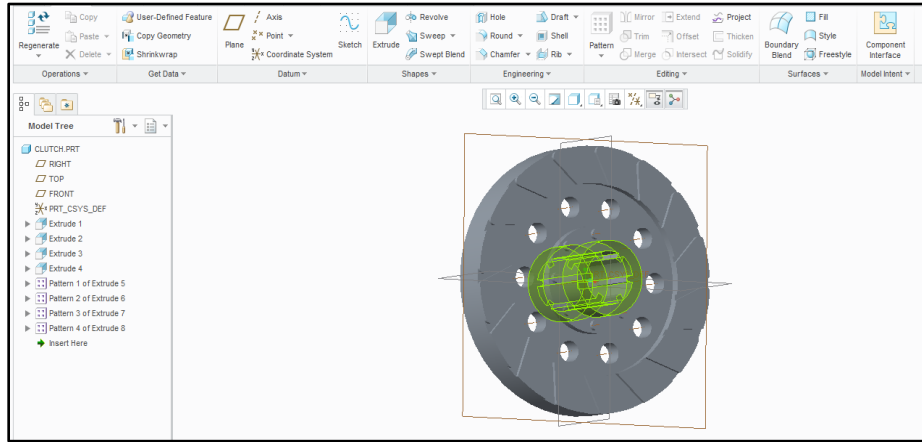 Regenerate
Copy
Paste
Delete
User-Defined Feature
Copy Geometry
Shrinkwrap
Plane
Axis
Point
Coordinate System
Sketch
Extrude
Revolve
Sweep
Swept Blend
Hole
Round
Chamfer
Draft
Shell
Rib
Pattern
Mirror
Trim
Merge
Extend
Offset
Intersect
Project
Thicken
Solidify
Boundary
Blend
Fill
Style
Freestyle
Component
Interface
Operations
Get Data
Datum
Shapes
Engineering
Editing
Surfaces
Model Intent
Model Tree
CLUTCH.PRT
RIGHT
TOP
FRONT
PRT_CSYS_DEF
Extrude 1
Extrude 2
Extrude 3
Extrude 4
Pattern 1 of Extrude 5
Pattern 2 of Extrude 6
Pattern 3 of Extrude 7
Pattern 4 of Extrude 8
Insert Here